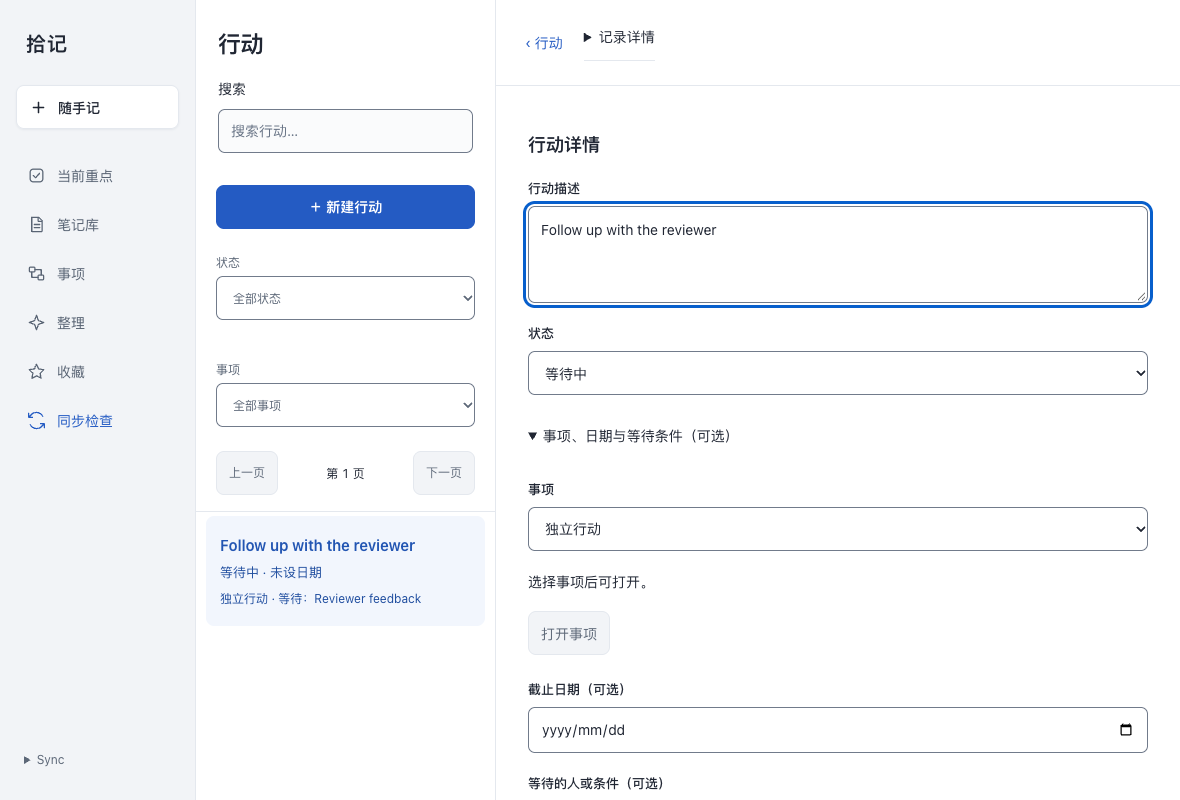 拾记
随手记
当前重点
笔记库
事项
整理
收藏
同步检查
Sync
行动
搜索
搜索行动...
+ 新建行动
状态
全部状态
事项
全部事项
上一页
第 1 页
下一页
Follow up with the reviewer
等待中 · 未设日期
独立行动 · 等待：Reviewer feedback
‹ 行动
记录详情
行动详情
行动描述
Follow up with the reviewer
状态
等待中
事项、日期与等待条件（可选）
事项
独立行动
选择事项后可打开。
打开事项
截止日期（可选）
yyyy/mm/dd
等待的人或条件（可选）